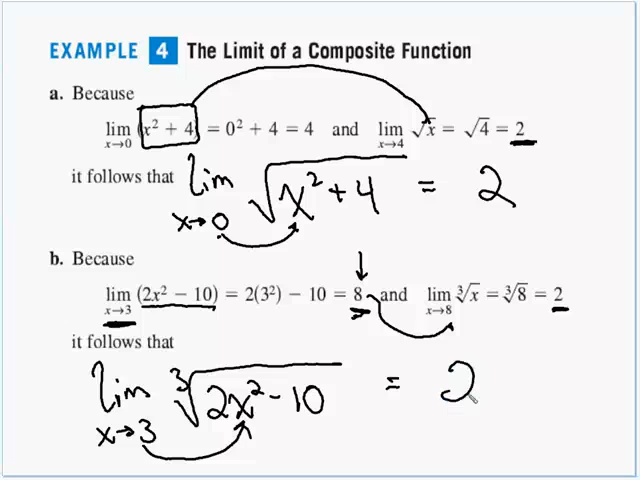 EXAMPLE 4 The Limit of a Composite Function
a. Because
lim x→0 (x² + 4) = 0² + 4 = 4 and lim x→4 √x = √4 = 2
it follows that lim x→0 √(x² + 4) = 2
b. Because
lim x→3 (2x² − 10) = 2(3²) − 10 = 8 and lim x→8 ∛x = ∛8 = 2
it follows that
lim x→3 ∛(2x² − 10) = 2